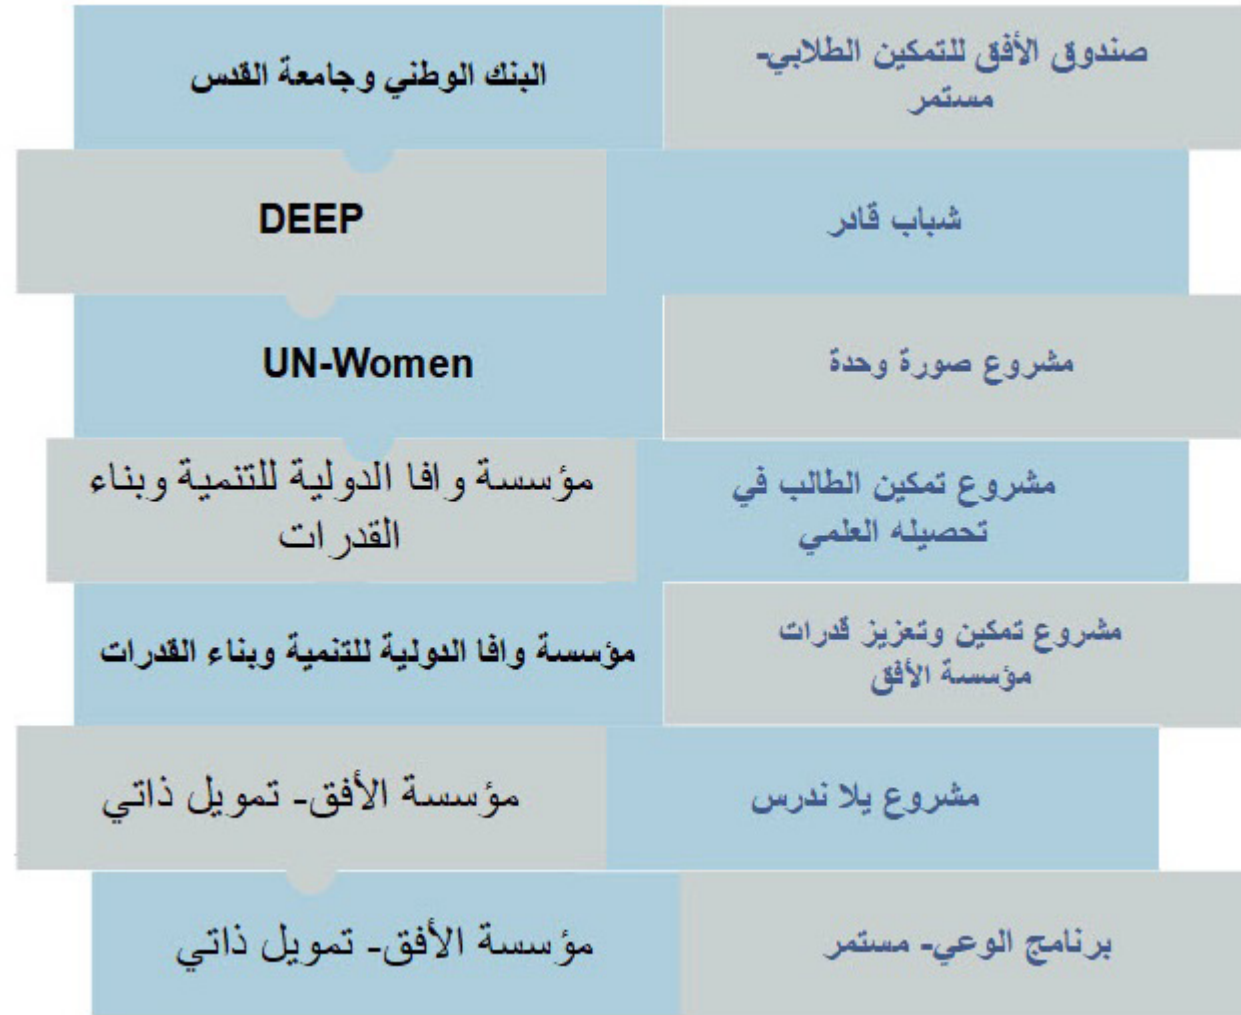 صندوق الأفق للتمكين الطلابي-
مستمر
البنك الوطني وجامعة القدس
شباب قادر
DEEP
مشروع صورة وحدة
UN-Women
مشروع تمكين الطالب في
تحصيله العلمي
مؤسسة وافا الدولية للتنمية وبناء
القدرات
مشروع تمكين وتعزيز قدرات
مؤسسة الأفق
مؤسسة وافا الدولية للتنمية وبناء القدرات
مشروع يلا ندرس
مؤسسة الأفق- تمويل ذاتي
برنامج الوعي- مستمر
مؤسسة الأفق- تمويل ذاتي